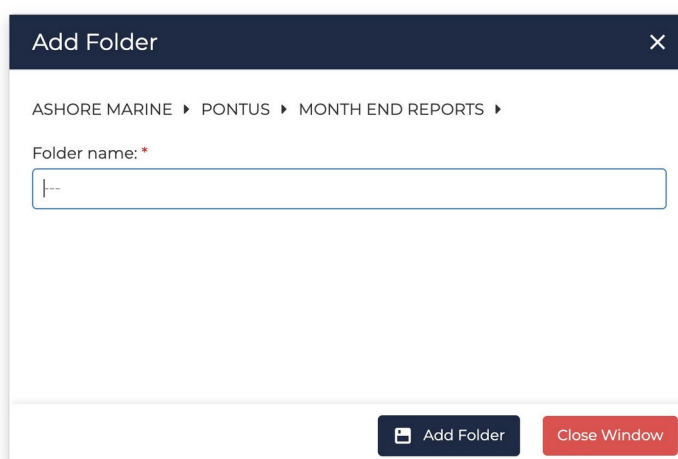 Add Folder
ASHORE MARINE ▶ PONTUS ▶ MONTH END REPORTS ▶
Folder name: *
---
Add Folder Close Window